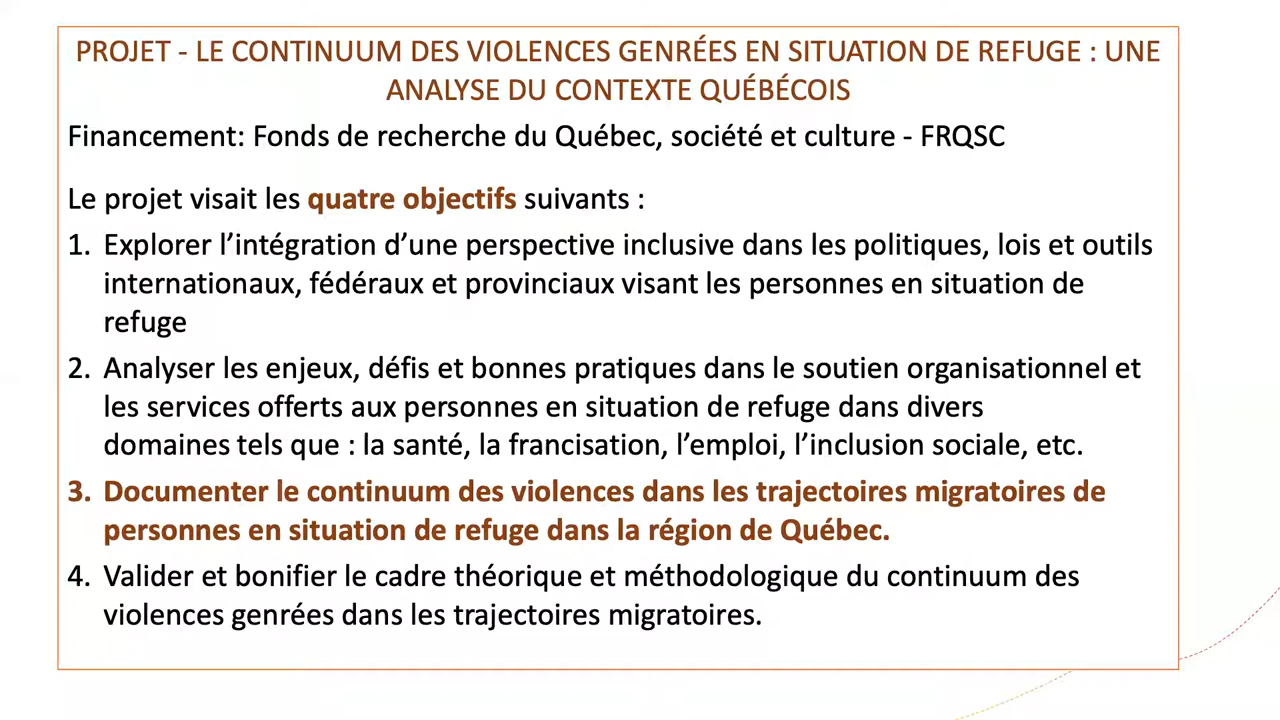 PROJET - LE CONTINUUM DES VIOLENCES GENRÉES EN SITUATION DE REFUGE : UNE
ANALYSE DU CONTEXTE QUÉBÉCOIS
Financement: Fonds de recherche du Québec, société et culture - FRQSC
Le projet visait les quatre objectifs suivants :
1. Explorer l’intégration d’une perspective inclusive dans les politiques, lois et outils
internationaux, fédéraux et provinciaux visant les personnes en situation de
refuge
2. Analyser les enjeux, défis et bonnes pratiques dans le soutien organisationnel et
les services offerts aux personnes en situation de refuge dans divers
domaines tels que : la santé, la francisation, l’emploi, l’inclusion sociale, etc.
3. Documenter le continuum des violences dans les trajectoires migratoires de
personnes en situation de refuge dans la région de Québec.
4. Valider et bonifier le cadre théorique et méthodologique du continuum des
violences genrées dans les trajectoires migratoires.